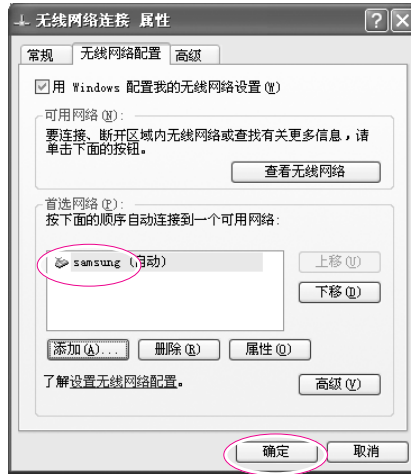 无线网络连接 属性
常规 无线网络配置 高级
用 Windows 配置我的无线网络设置(W)
可用网络(N):
要连接、断开区域内无线网络或查找有关更多信息，请
单击下面的按钮。
查看无线网络
首选网络(P):
按下面的顺序自动连接到一个可用网络:
samsung (自动)
上移(U)
下移(D)
添加(A)... 删除(R) 属性(O)
了解设置无线网络配置。
高级(V)
确定 取消